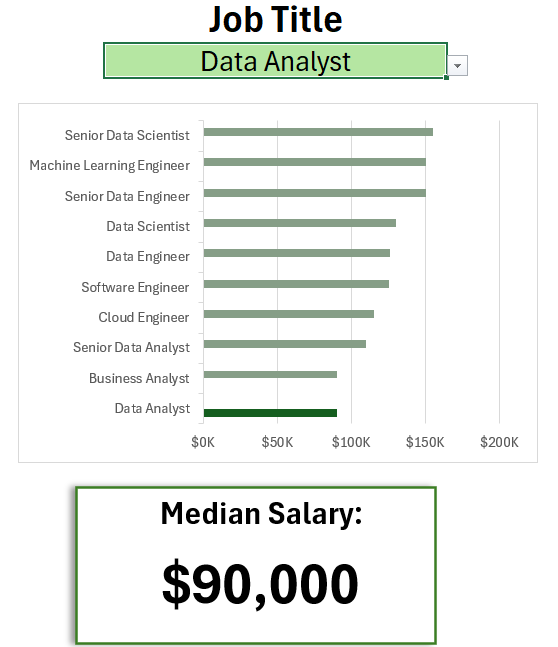 Job Title
Data Analyst
Senior Data Scientist
Machine Learning Engineer
Senior Data Engineer
Data Scientist
Data Engineer
Software Engineer
Cloud Engineer
Senior Data Analyst
Business Analyst
Data Analyst
$0K $50K $100K $150K $200K
Median Salary:
$90,000